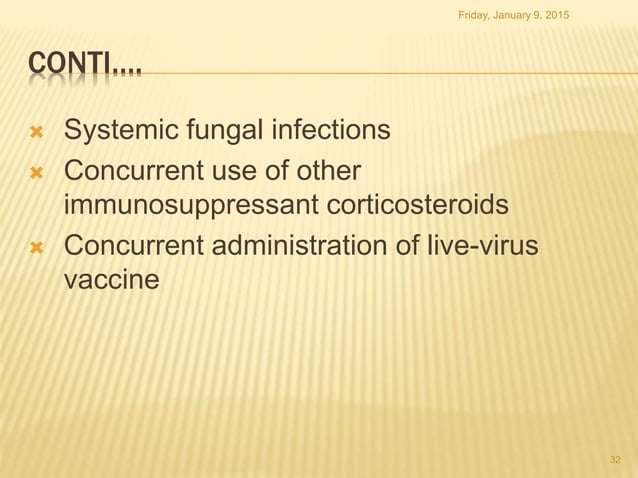 Friday, January 9, 2015
CONTI....
Systemic fungal infections
Concurrent use of other
immunosuppressant corticosteroids
Concurrent administration of live-virus
vaccine
32